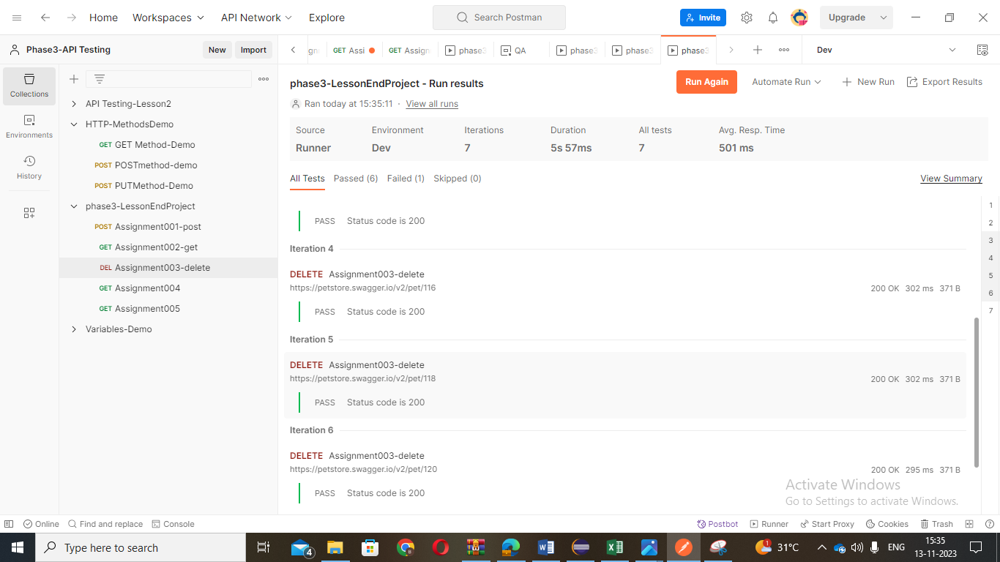 Home Workspaces API Network Explore Search Postman Invite Upgrade
Phase3-API Testing New Import GET Assi GET Assign phase3 QA phase3 phase3 phase3 Dev
Collections
Environments
History
API Testing-Lesson2
HTTP-MethodsDemo
GET GET Method-Demo
POST POSTmethod-demo
POST PUTMethod-Demo
phase3-LessonEndProject
POST Assignment001-post
GET Assignment002-get
DEL Assignment003-delete
GET Assignment004
GET Assignment005
Variables-Demo
phase3-LessonEndProject - Run results Run Again Automate Run New Run Export Results
Ran today at 15:35:11 · View all runs
Source Environment Iterations Duration All tests Avg. Resp. Time
Runner Dev 7 5s 57ms 7 501 ms
All Tests Passed (6) Failed (1) Skipped (0) View Summary
PASS Status code is 200
Iteration 4
DELETE Assignment003-delete
https://petstore.swagger.io/v2/pet/116 200 OK 302 ms 371 B
PASS Status code is 200
Iteration 5
DELETE Assignment003-delete
https://petstore.swagger.io/v2/pet/118 200 OK 302 ms 371 B
PASS Status code is 200
Iteration 6
DELETE Assignment003-delete
https://petstore.swagger.io/v2/pet/120 200 OK 295 ms 371 B
PASS Status code is 200
1
2
3
4
5
6
7
Activate Windows
Go to Settings to activate Windows.
Online Find and replace Console Postbot Runner Start Proxy Cookies Trash
Type here to search 4 1 31°C ENG 15:35
13-11-2023